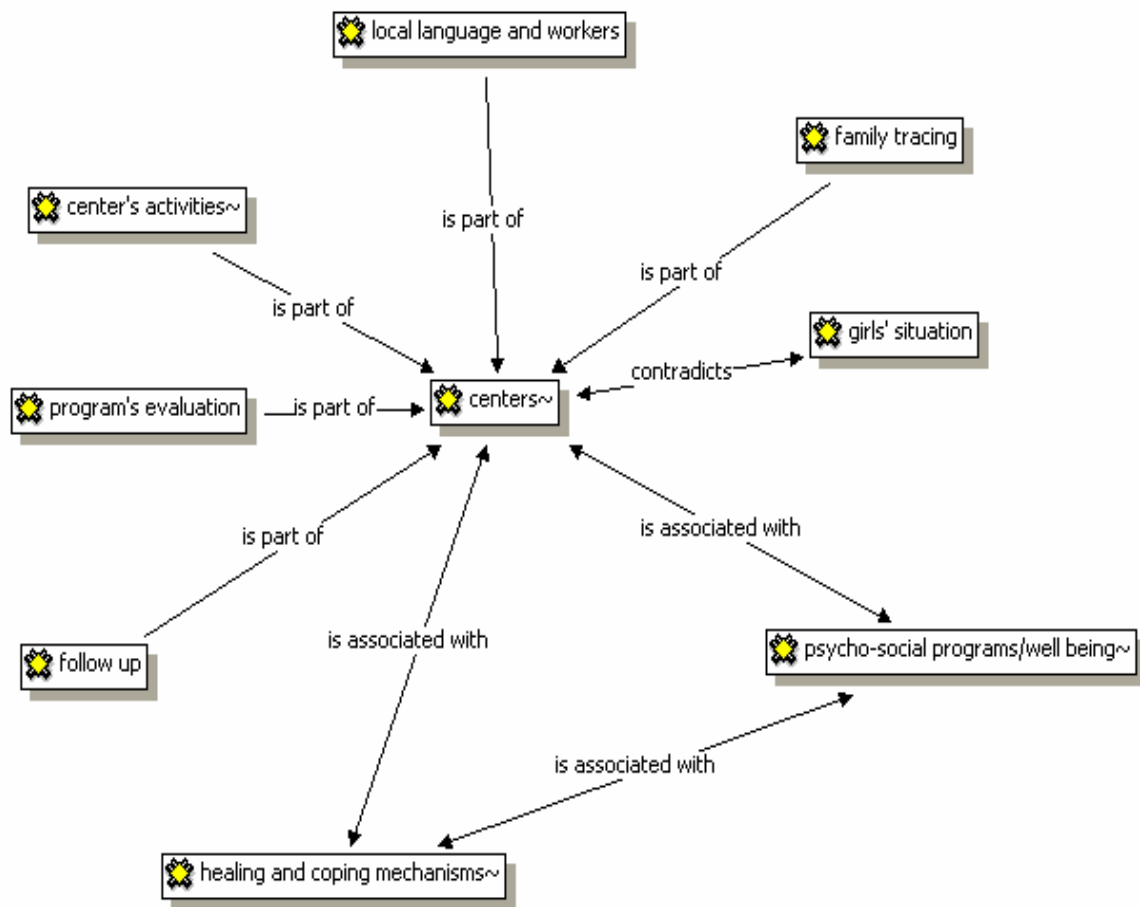 local language and workers
family tracing
center's activities~
is part of
is part of
is part of
girls' situation
contradicts
program's evaluation
is part of
centers~
is part of
is associated with
follow up
is associated with
psycho-social programs/well being~
is associated with
healing and coping mechanisms~